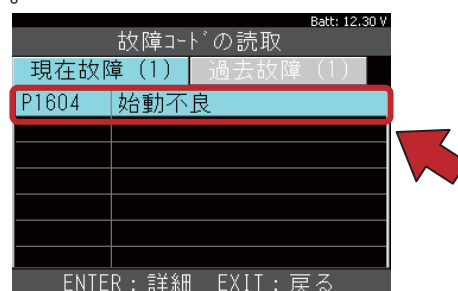 Batt: 12.30 V
故障ｺｰﾄﾞの読取
現在故障 (1) 過去故障 (1)
P1604 始動不良
ENTER : 詳細 EXIT : 戻る